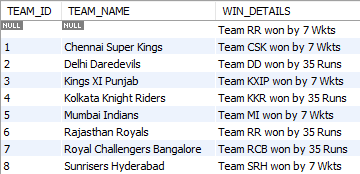 TEAM_ID TEAM_NAME WIN_DETAILS
NULL NULL Team RR won by 7 Wkts
1 Chennai Super Kings Team CSK won by 7 Wkts
2 Delhi Daredevils Team DD won by 35 Runs
3 Kings XI Punjab Team KXIP won by 7 Wkts
4 Kolkata Knight Riders Team KKR won by 35 Runs
5 Mumbai Indians Team MI won by 7 Wkts
6 Rajasthan Royals Team RR won by 35 Runs
7 Royal Challengers Bangalore Team RCB won by 35 Runs
8 Sunrisers Hyderabad Team SRH won by 7 Wkts